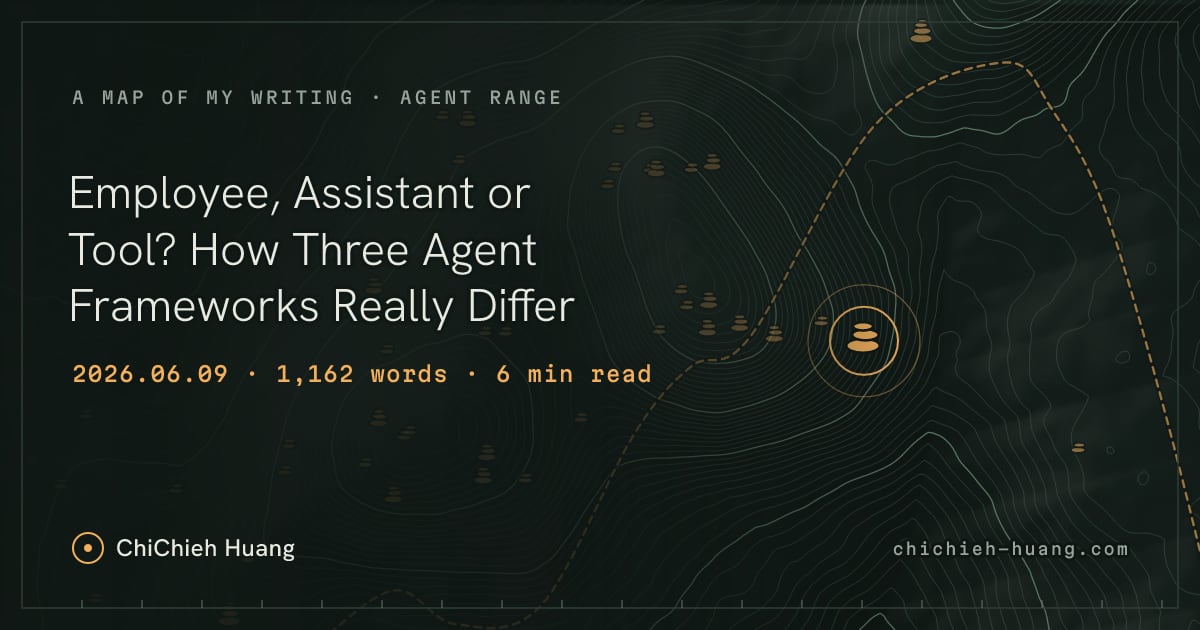 A MAP OF MY WRITING · AGENT RANGE
Employee, Assistant or
Tool? How Three Agent
Frameworks Really Differ
2026.06.09 · 1,162 words · 6 min read
ChiChieh Huang
chichieh-huang.com